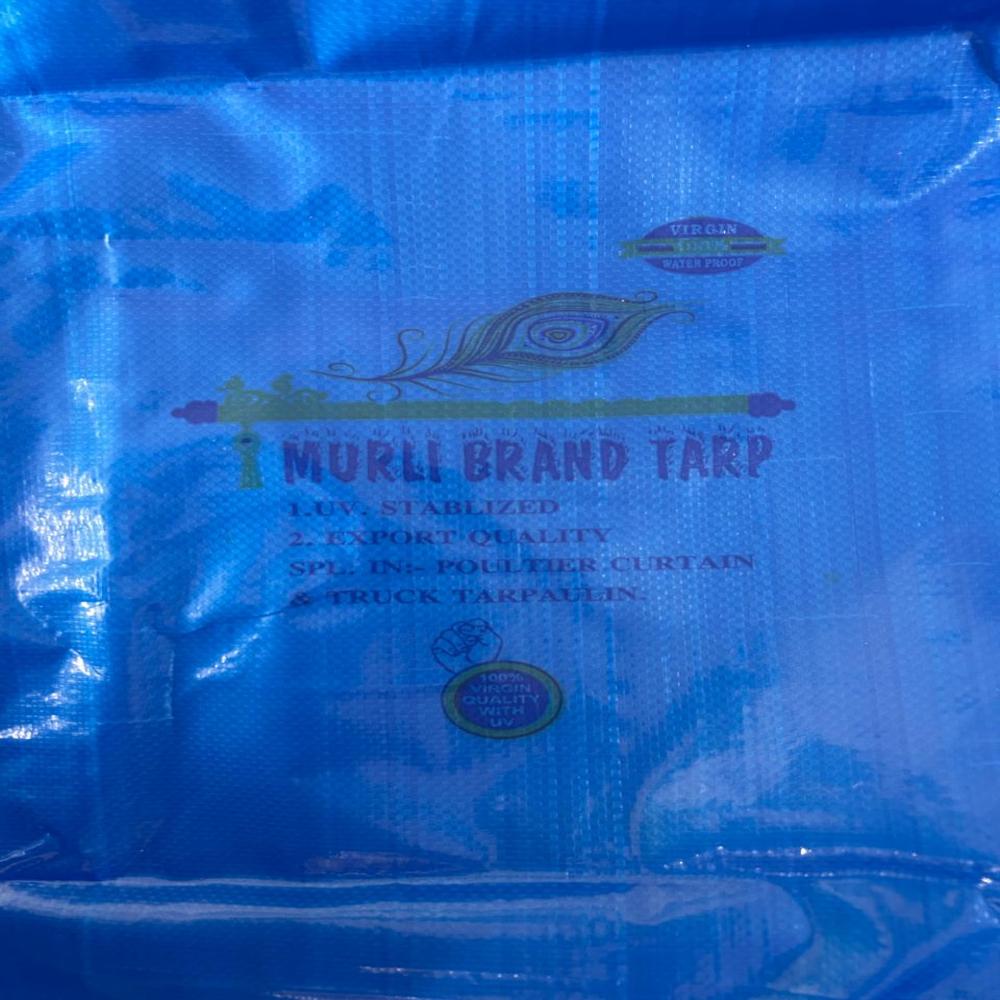 VIRGIN
100%
WATER PROOF
MURLI BRAND TARP
1.UV. STABLIZED
2. EXPORT QUALITY
SPL. IN:- POULTIER CURTAIN
& TRUCK TARPAULIN.
100%
VIRGIN
QUALITY
WITH
UV